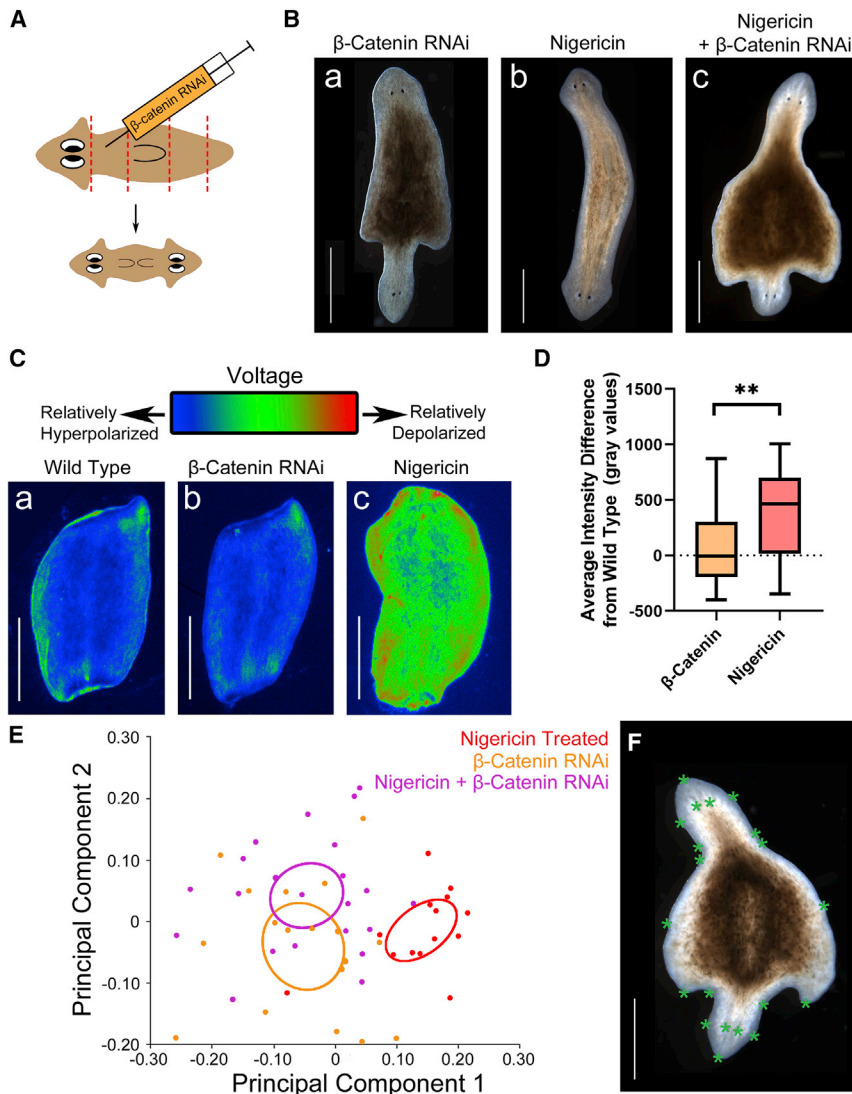 A
β-catenin RNAi
B
β-Catenin RNAi
Nigericin
Nigericin
+ β-Catenin RNAi
a
b
c
C
Voltage
Relatively
Hyperpolarized
Relatively
Depolarized
Wild Type
β-Catenin RNAi
Nigericin
a
b
c
D
Average Intensity Difference
from Wild Type (gray values)
1500
1000
500
0
-500
**
β-Catenin
Nigericin
E
Principal Component 2
0.30
0.20
0.10
0
-0.10
-0.20
Nigericin Treated
β-Catenin RNAi
Nigericin + β-Catenin RNAi
-0.30
-0.20
-0.10
0
0.10
0.20
0.30
Principal Component 1
F